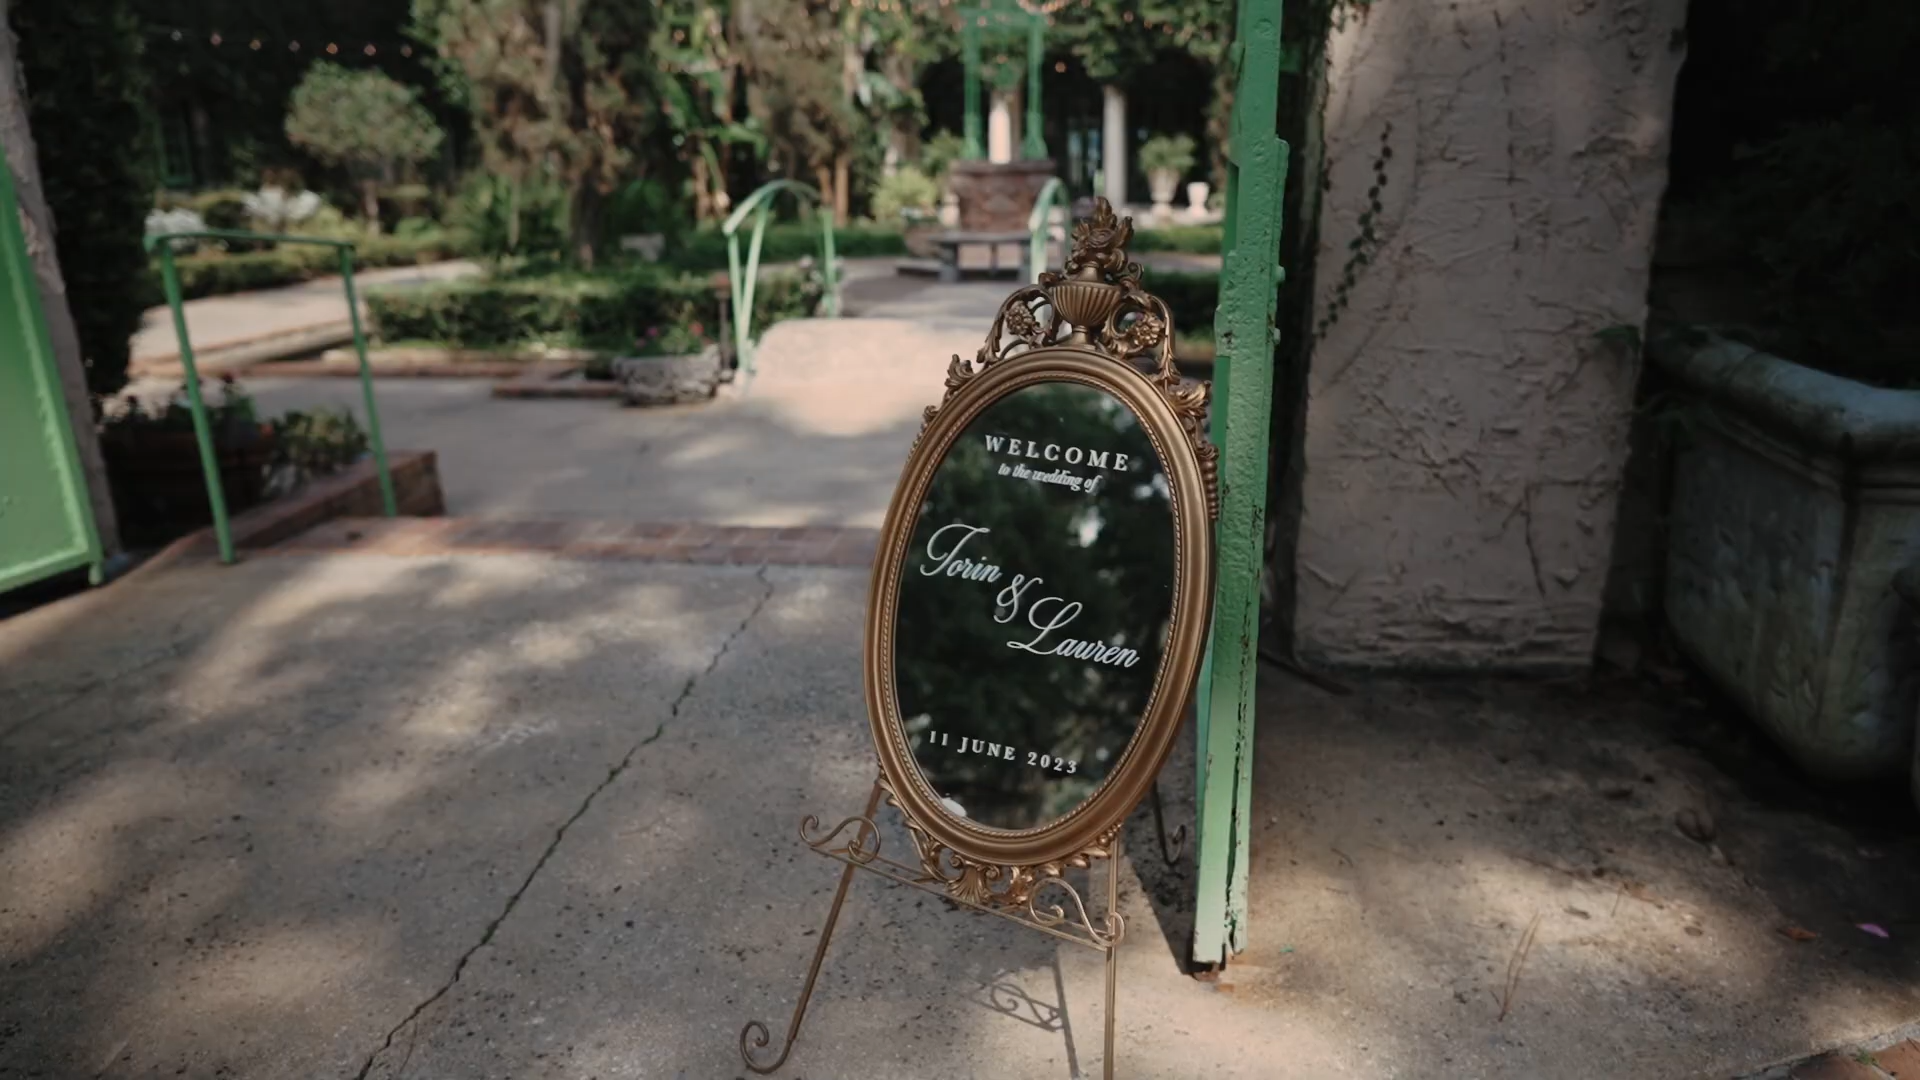 WELCOME
to the wedding of
Torin
&
Lauren
11 JUNE 2023